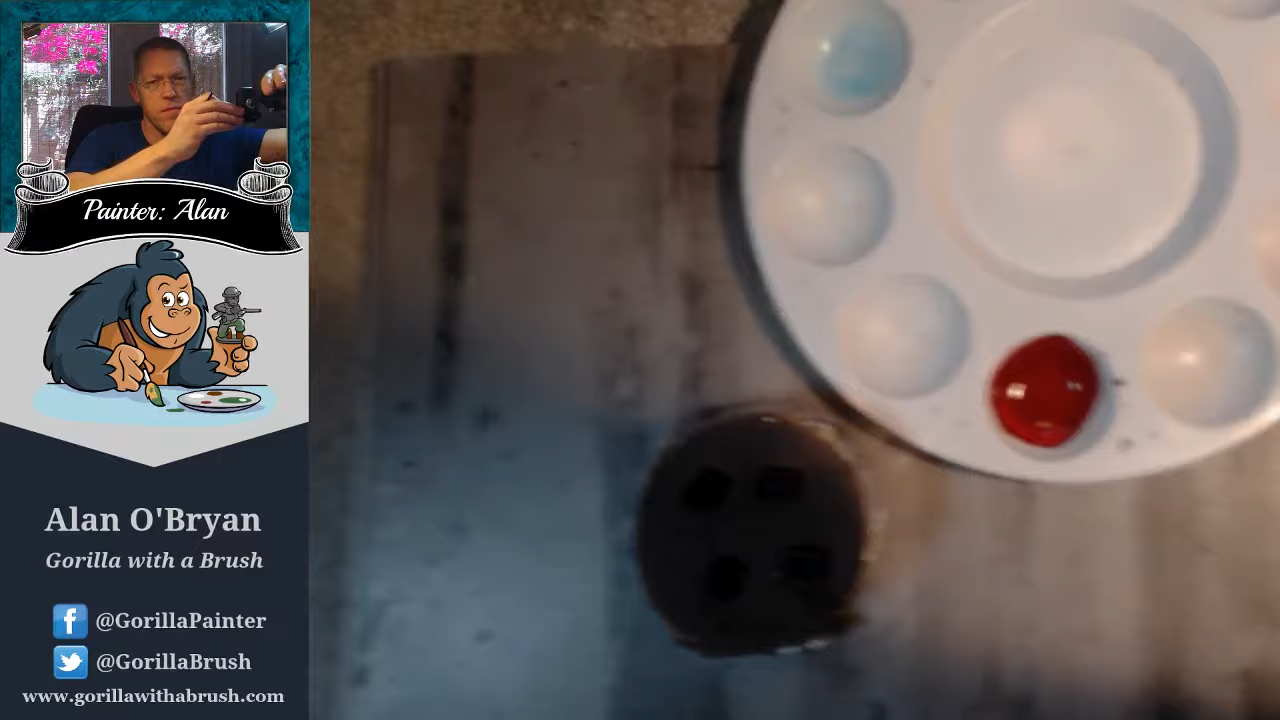 Painter: Alan
Alan O'Bryan
Gorilla with a Brush
@GorillaPainter
@GorillaBrush
www.gorillawithabrush.com